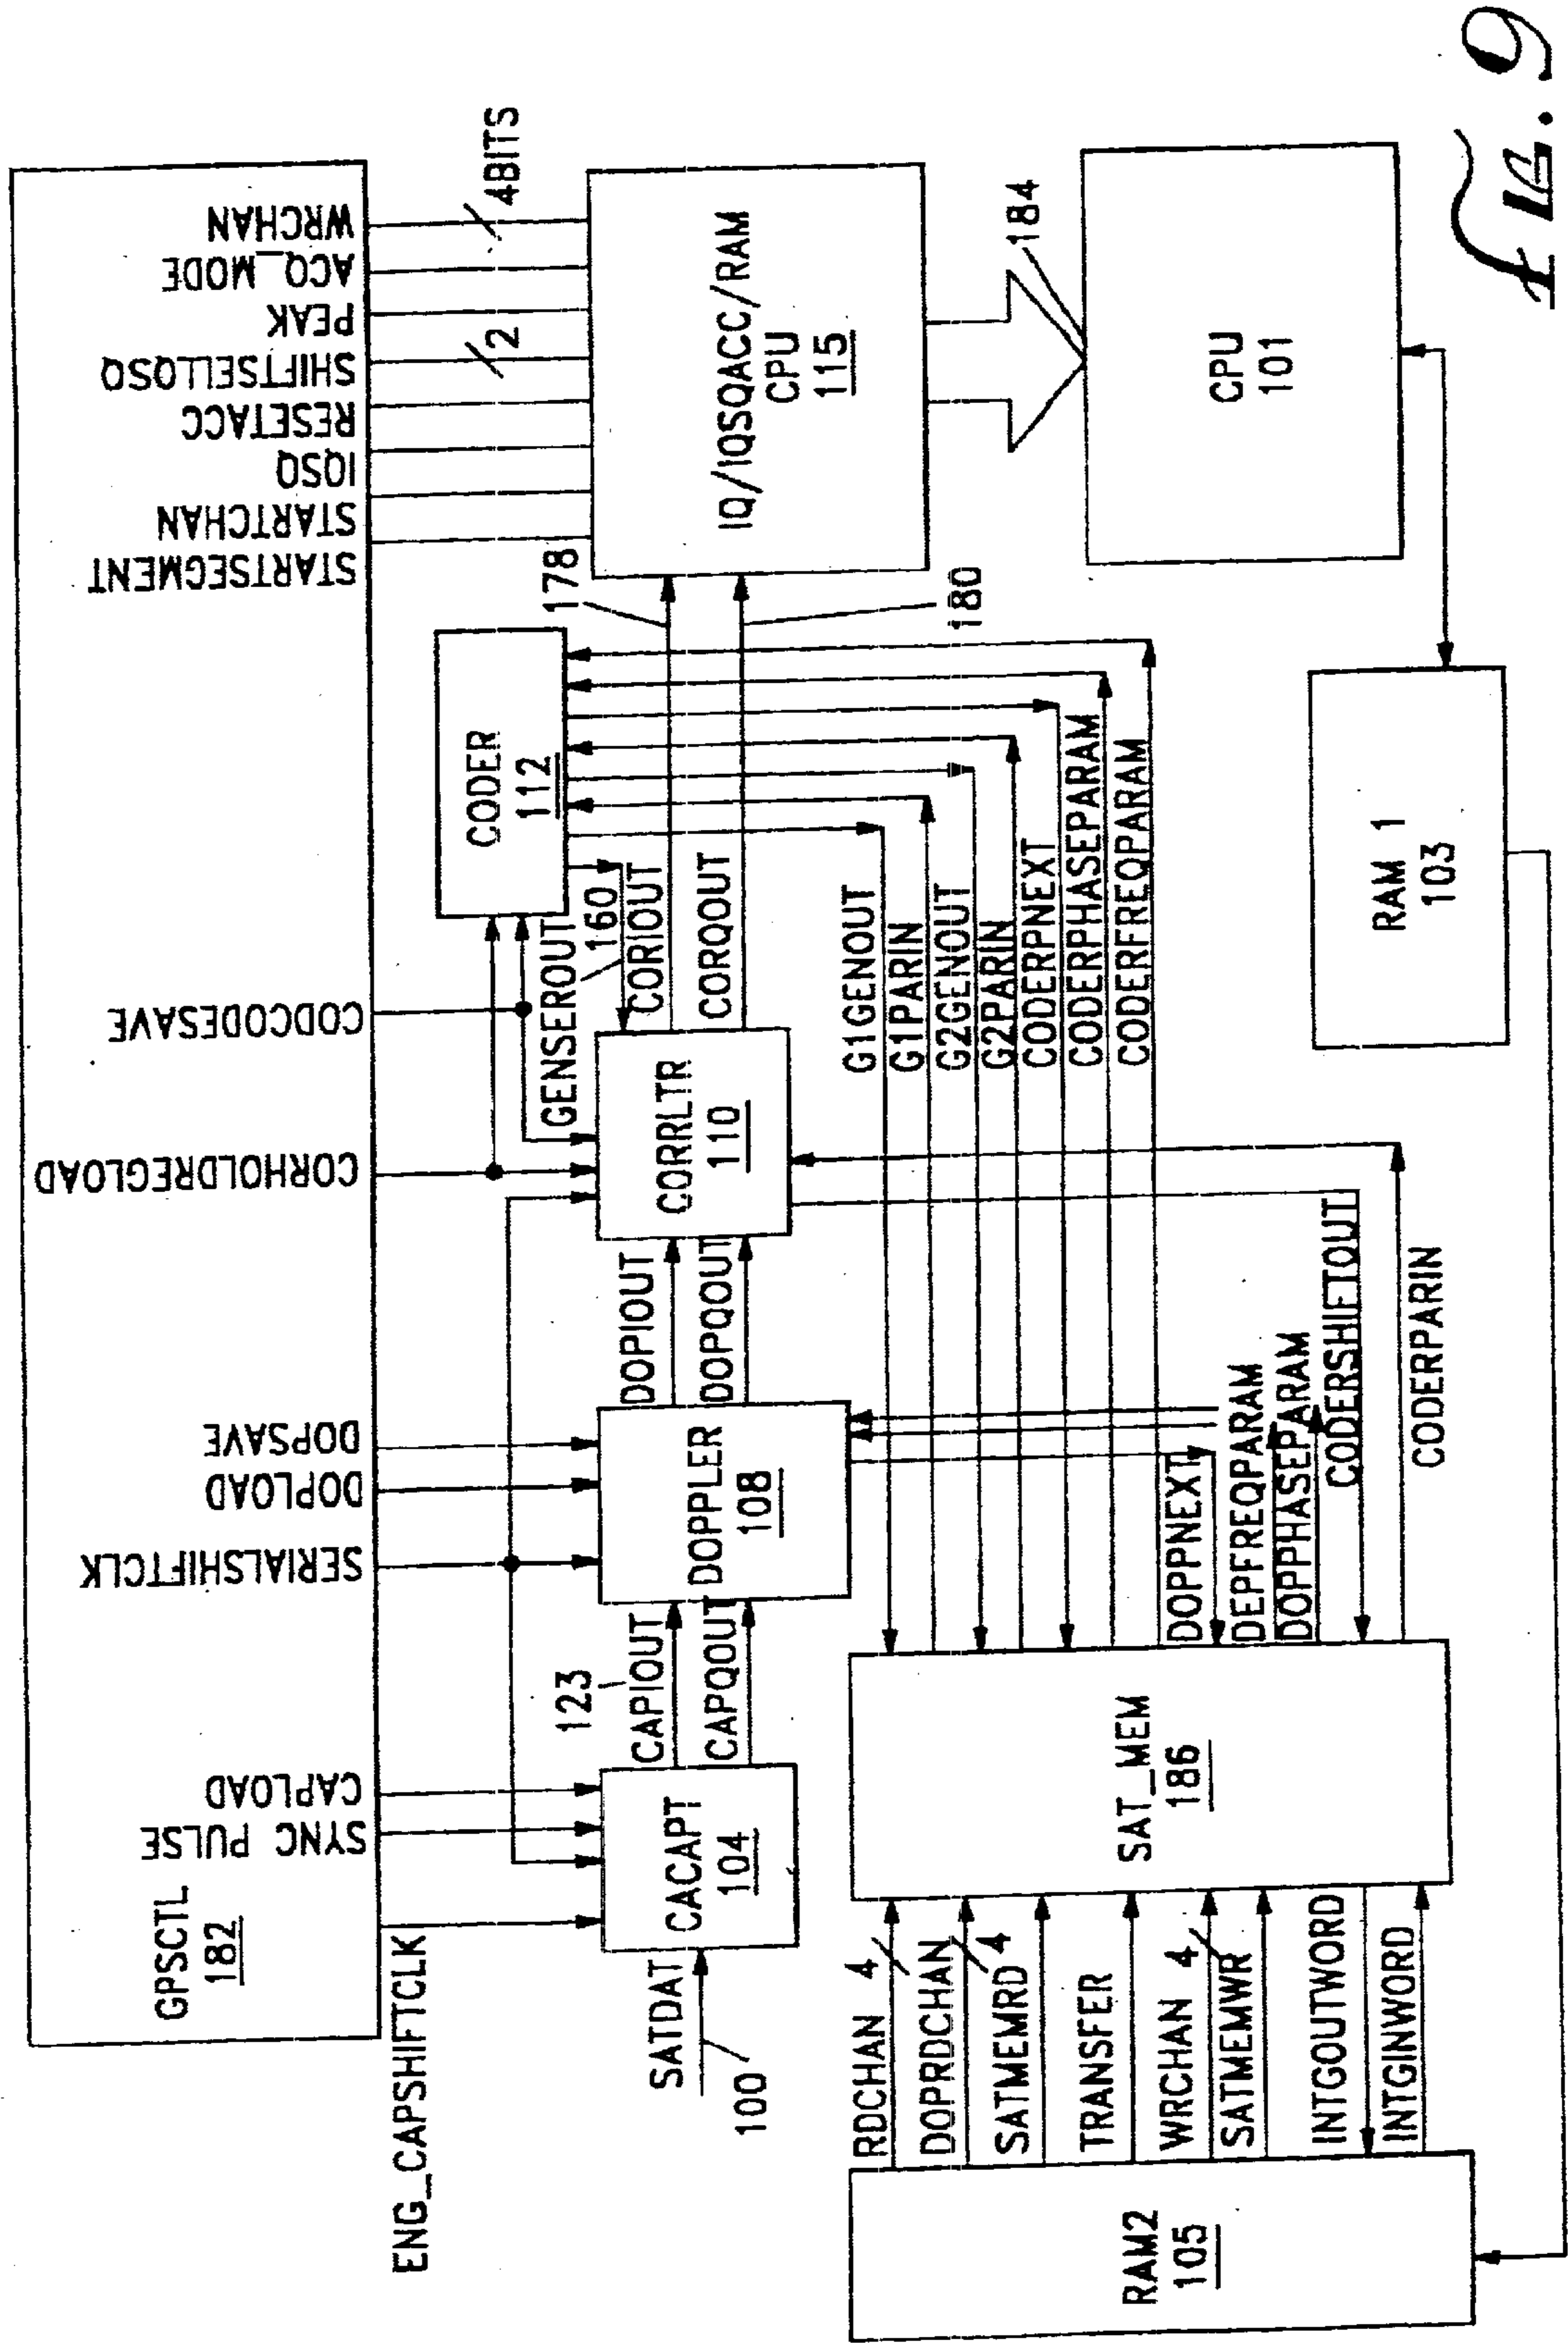 GPSCTL
182
ENG_CAPSHIFTCLK
SYNC PULSE
CAPLOAD
SERIALSHIFTCLK
DOPLOAD
DOPSAVE
CORHOLDREGLOAD
CODCODESAVE
STARTSEGMENT
STARTCHAN
IQSQ
RESETACC
SHIFTSELLQSQ
2
PEAK
ACQ_MODE
WRCHAN
4BITS
SATDAT
100
CACAPT
104
123
CAPIOUT
CAPQOUT
DOPPLER
108
DOPIOUT
DOPQOUT
CORRLTR
110
GENSEROUT
160
CORIOUT
CORQOUT
CODER
112
178
180
IQ/IQSQACC/RAM
CPU
115
184
CPU
101
RAM 1
103
G1GENOUT
G1PARIN
G2GENOUT
G2PARIN
CODERPNEXT
CODERPHASEPARAM
CODERFREQPARAM
DOPPNEXT
DEPFREQPARAM
DOPPHASEPARAM
CODERSHIFTOUT
CODERPARIN
SAT_MEM
186
RDCHAN 4
DOPRDCHAN 4
SATMEMRD
TRANSFER
WRCHAN 4
SATMEMWR
INTGOUTWORD
INTGINWORD
RAM2
105
FIG. 9